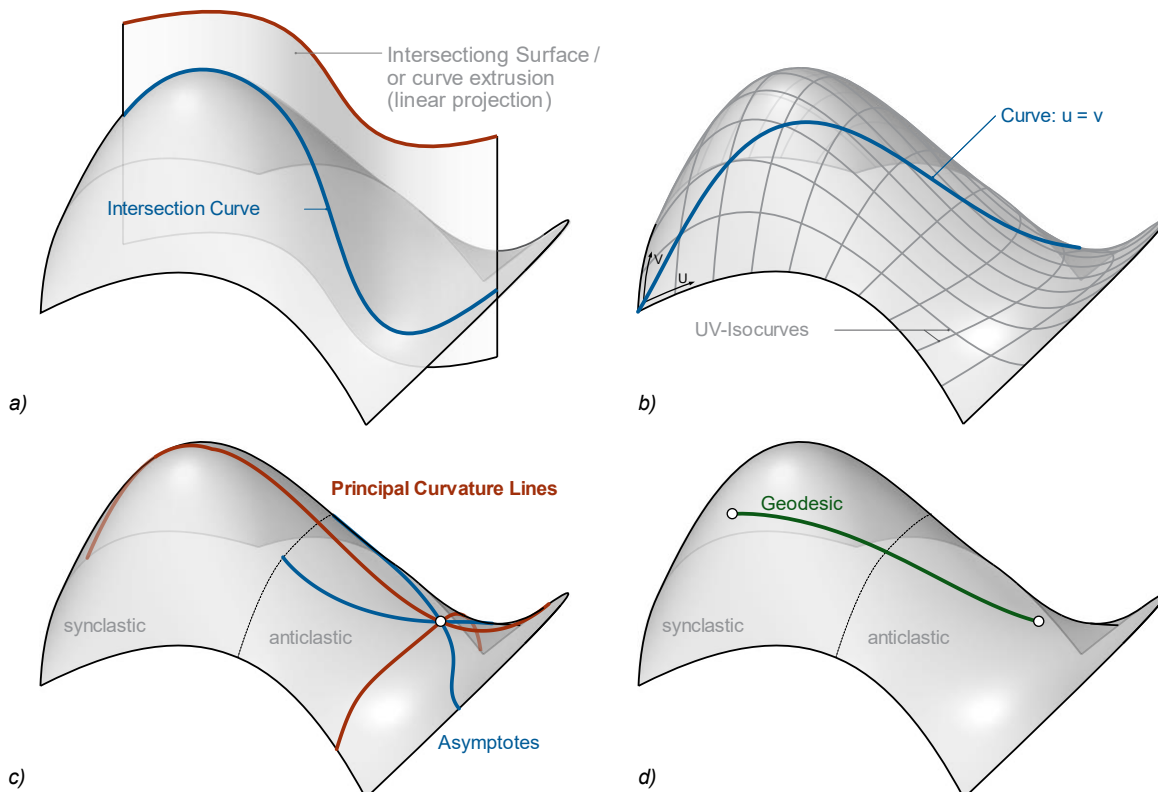 Intersectiong Surface /
or curve extrusion
(linear projection)
Intersection Curve
a)
Curve: u = v
V
U
UV-Isocurves
b)
Principal Curvature Lines
synclastic
anticlastic
Asymptotes
c)
Geodesic
synclastic
anticlastic
d)